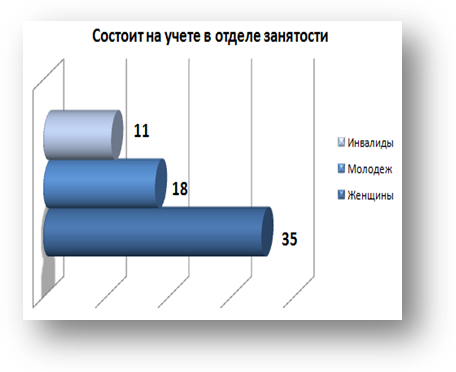 Состоит на учете в отделе занятости
11
18
35
Инвалиды
Молодеж
Женщины